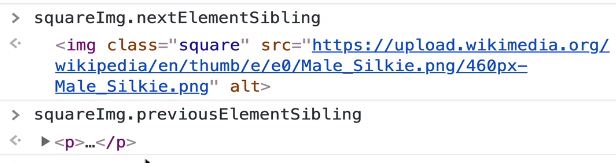 > squareImg.nextElementSibling
<img class="square" src="https://upload.wikimedia.org/
wikipedia/en/thumb/e/e0/Male_Silkie.png/460px-
Male_Silkie.png" alt>
> squareImg.previousElementSibling
▶<p>…</p>